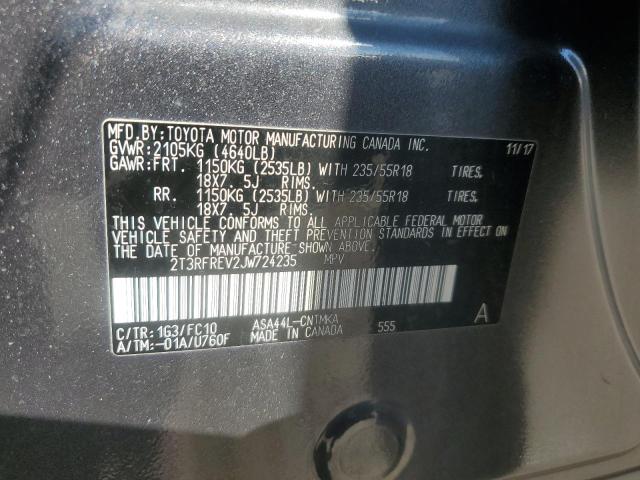 MFD.BY:TOYOTA MOTOR MANUFACTURING CANADA INC. 11/17
GVWR:2105KG (4640LB)
GAWR:FRT. 1150KG (2535LB) WITH 235/55R18 TIRES.
18X7 5J RIMS.
RR. 1150KG (2535LB) WITH 235/55R18 TIRES.
18X7 5J RIMS.
THIS VEHICLE CONFORMS TO ALL APPLICABLE FEDERAL MOTOR
VEHICLE SAFETY AND THEFT PREVENTION STANDARDS IN EFFECT ON
THE DATE OF MANUFACTURE SHOWN ABOVE.
2T3RFREV2JW724235 MPV
C/TR:1G3/FC10 ASA44L-CNTMKA 555 A
A/TM:-01A/U760F MADE IN CANADA